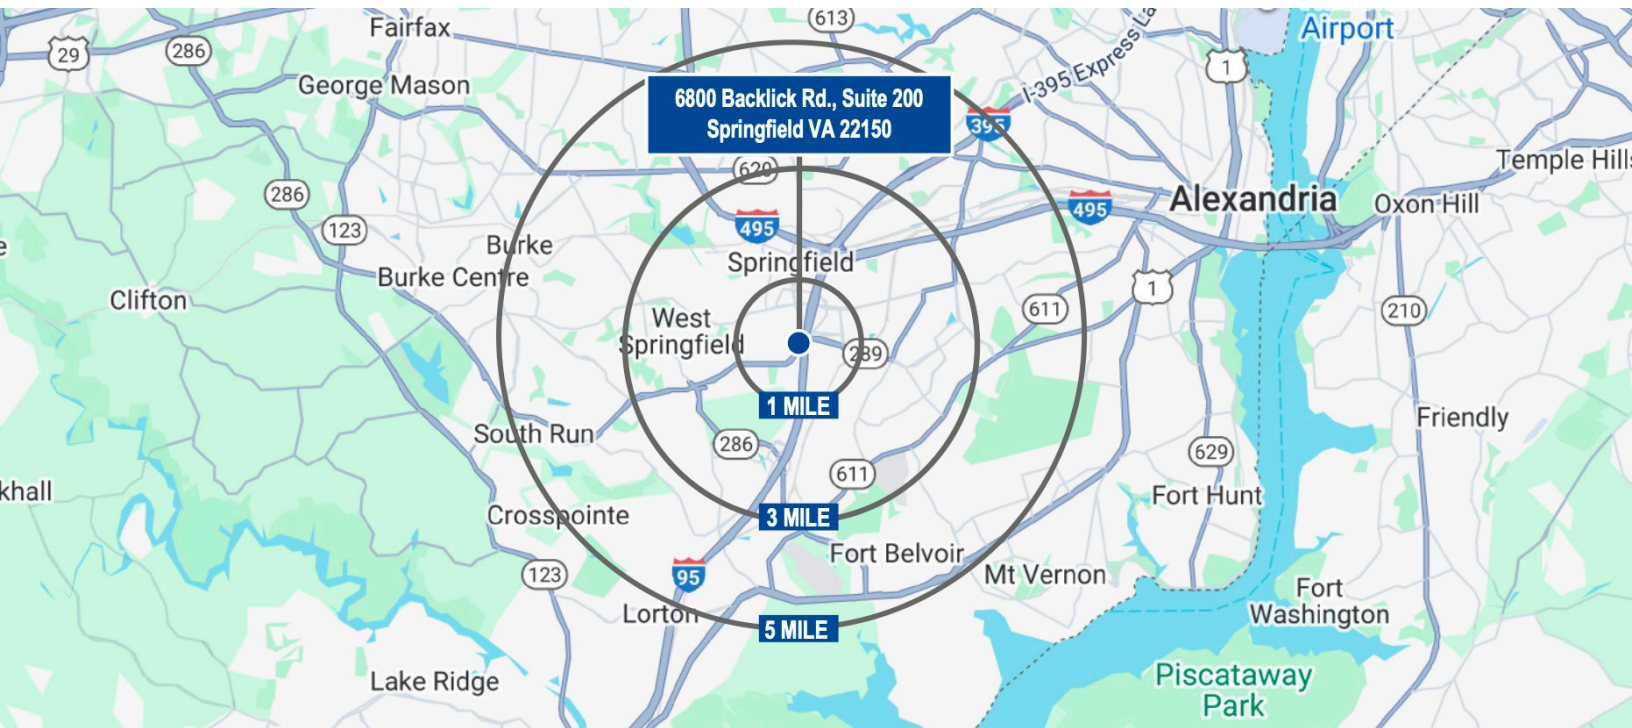 613
Fairfax
Airport
29
286
1
George Mason
I-395 Express La
6800 Backlick Rd., Suite 200
Springfield VA 22150
395
Temple Hills
620
286
Alexandria
Oxon Hill
495
495
123
Burke
Springfield
Burke Centre
1
Clifton
611
210
West
Springfield
289
1 MILE
Friendly
South Run
286
629
611
khall
Fort Hunt
Crosspointe
3 MILE
Fort Belvoir
95
123
Mt Vernon
Fort
Washington
Lorton
5 MILE
Lake Ridge
Piscataway
Park